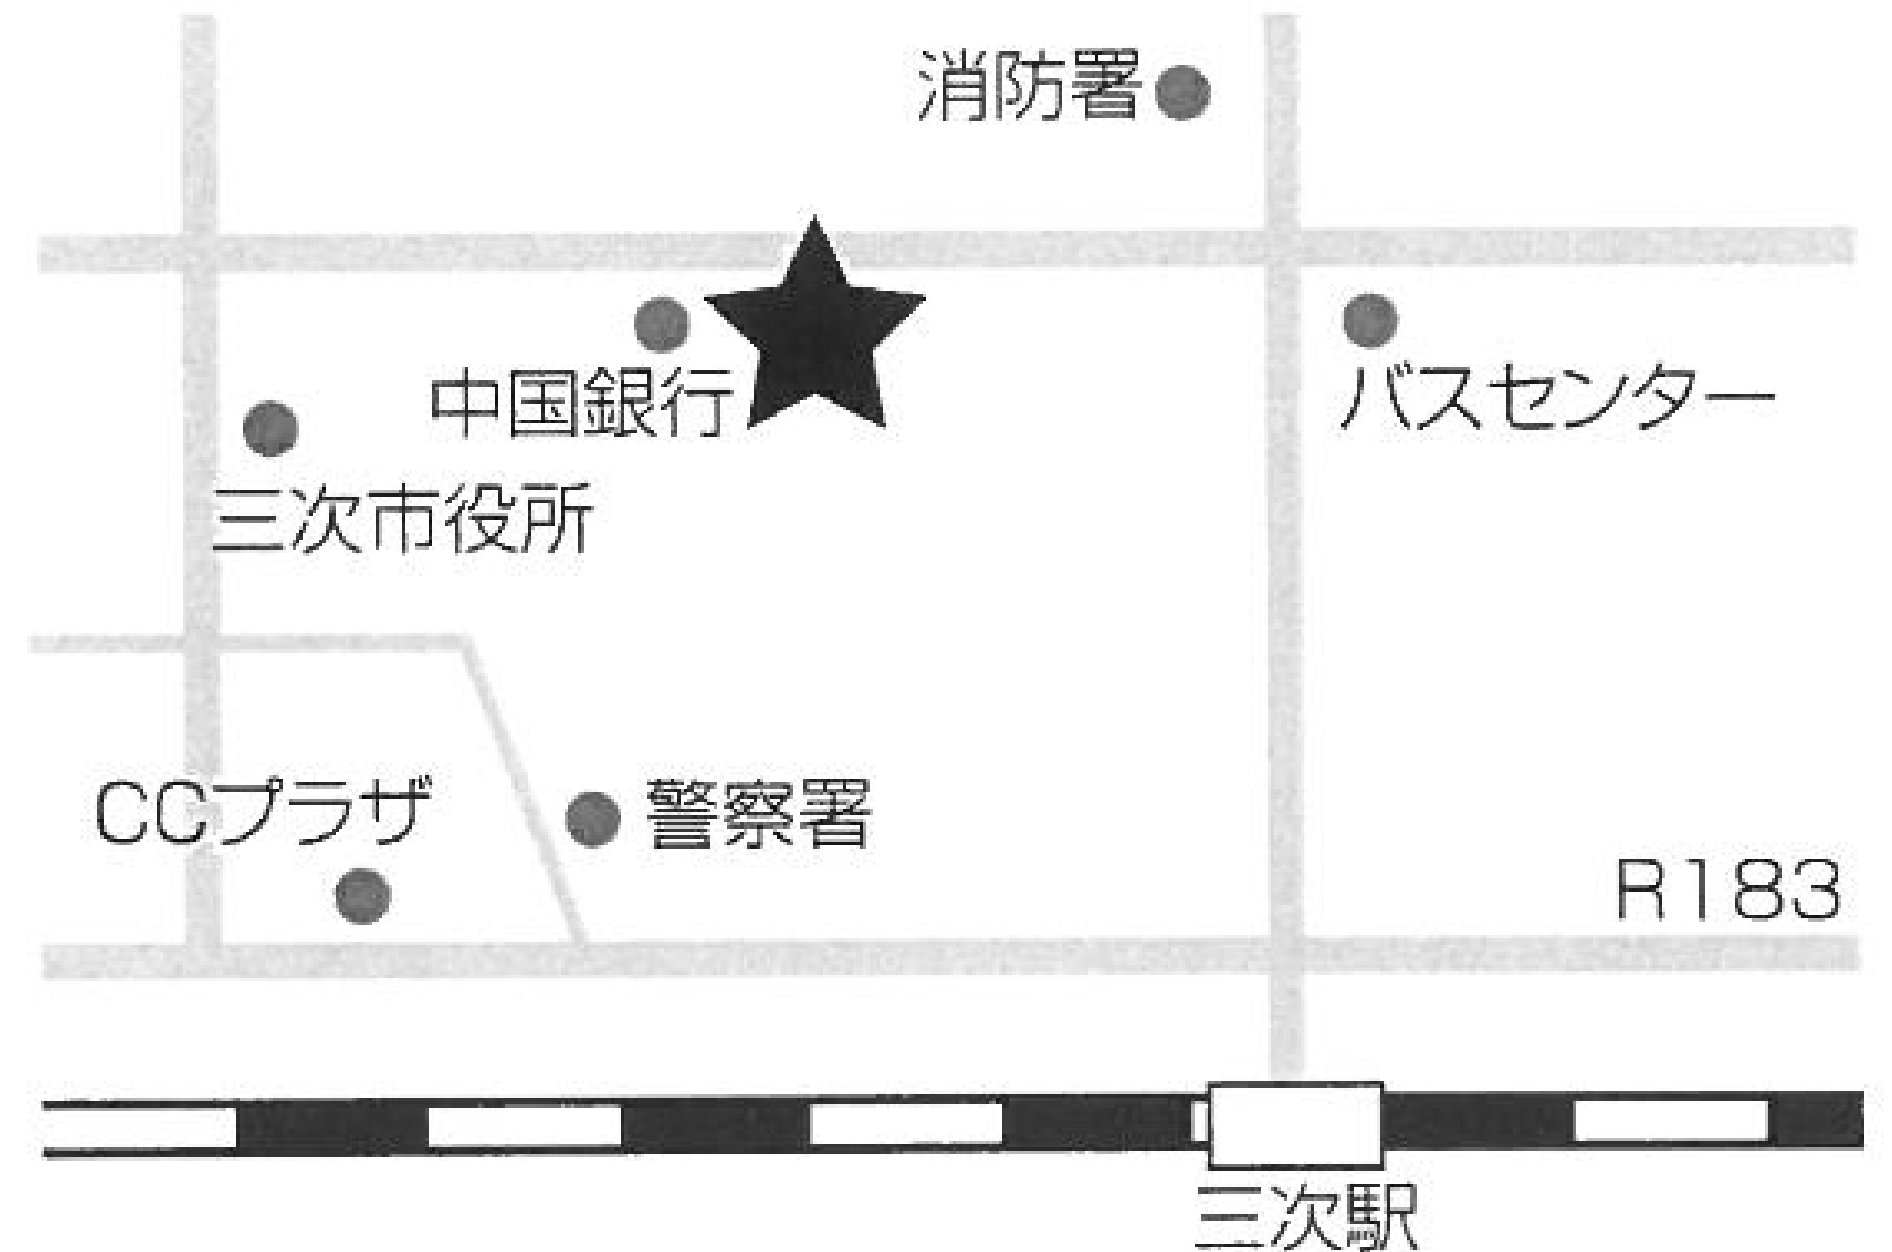 消防署
中国銀行
バスセンター
三次市役所
CCプラザ
警察署
R183
三次駅